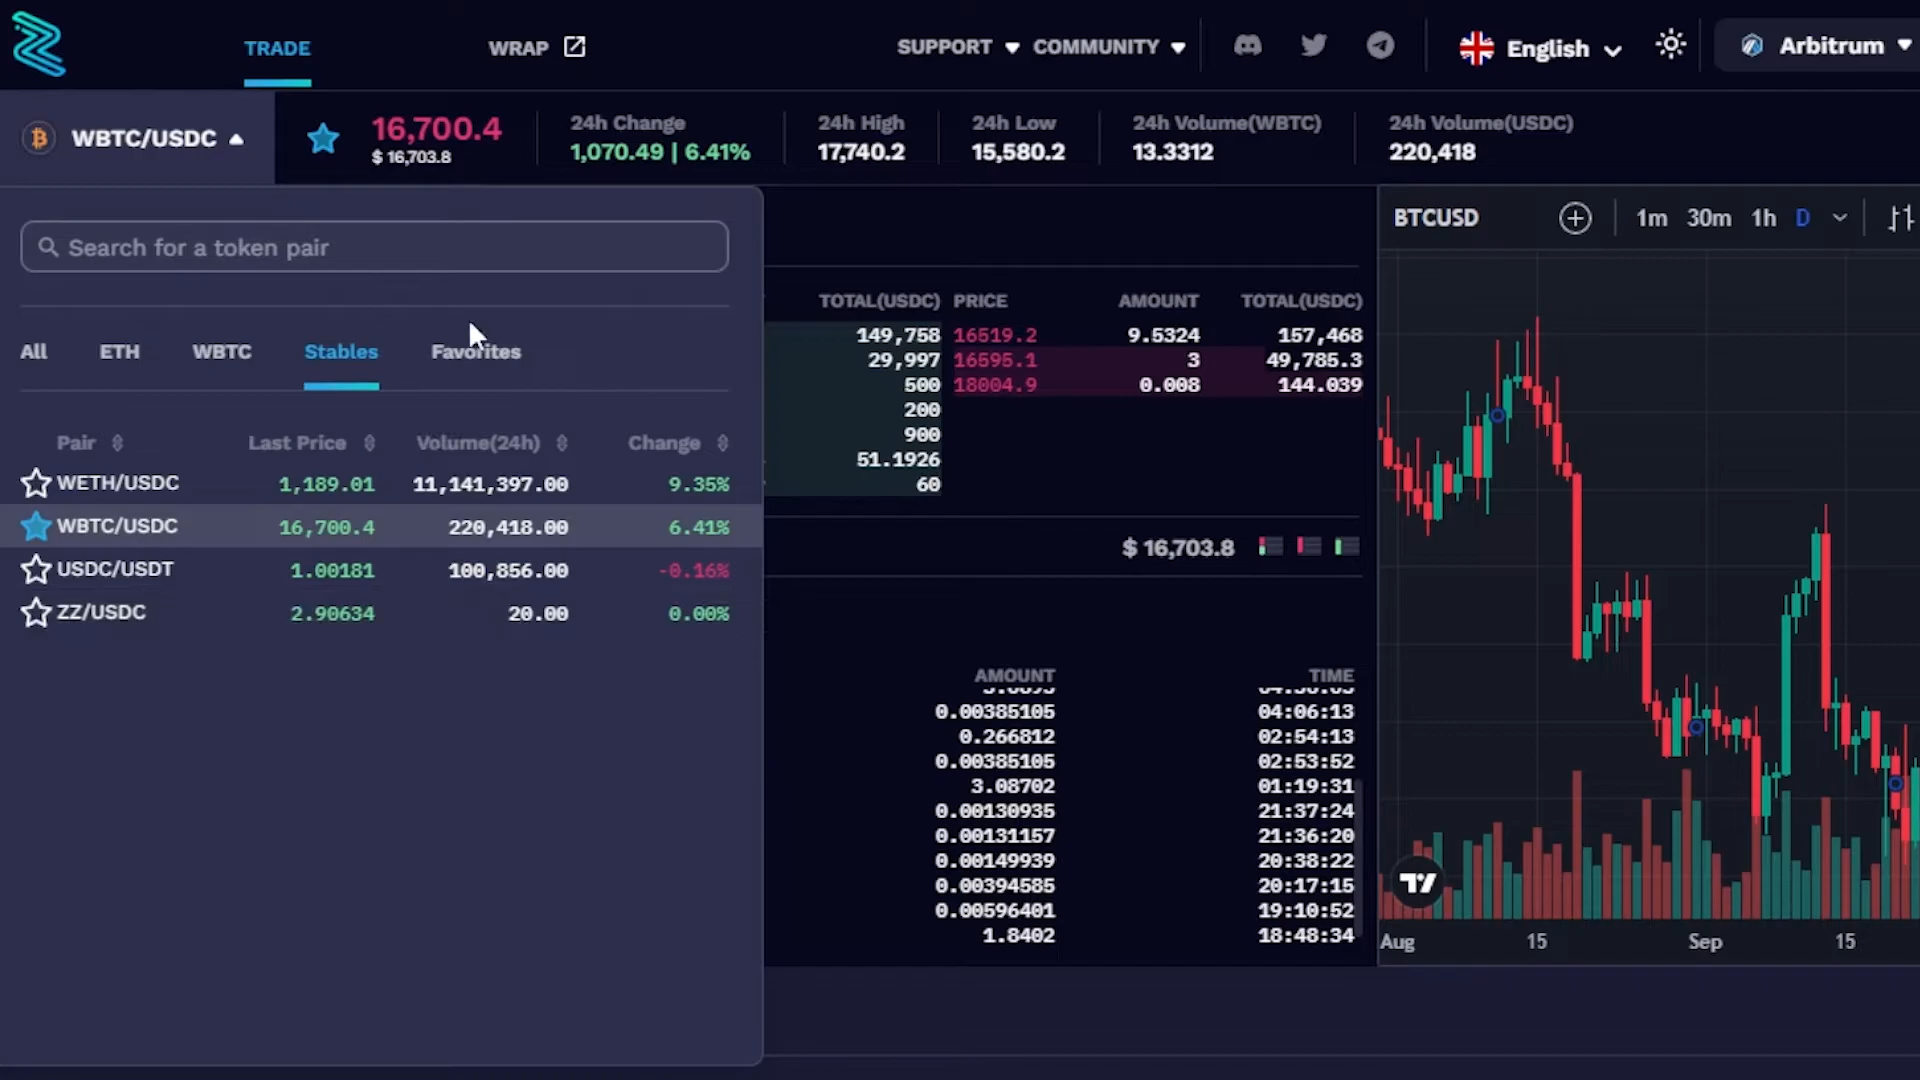 TRADE
WRAP
SUPPORT
COMMUNITY
English
Arbitrum
WBTC/USDC
16,700.4
$ 16,703.8
24h Change
1,070.49 | 6.41%
24h High
17,740.2
24h Low
15,580.2
24h Volume(WBTC)
13.3312
24h Volume(USDC)
220,418
Search for a token pair
All ETH WBTC Stables Favorites
Pair Last Price Volume(24h) Change
WETH/USDC 1,189.01 11,141,397.00 9.35%
WBTC/USDC 16,700.4 220,418.00 6.41%
USDC/USDT 1.00181 100,856.00 -0.16%
ZZ/USDC 2.90634 20.00 0.00%
TOTAL(USDC)
149,758
29,997
500
200
900
51.1926
60
PRICE AMOUNT TOTAL(USDC)
16519.2 9.5324 157,468
16595.1 3 49,785.3
18004.9 0.008 144.039
$ 16,703.8
AMOUNT TIME
0.00385105 04:06:13
0.266812 02:54:13
0.00385105 02:53:52
3.08702 01:19:31
0.00130935 21:37:24
0.00131157 21:36:20
0.00149939 20:38:22
0.00394585 20:17:15
0.00596401 19:10:52
1.8402 18:48:34
BTCUSD
1m 30m 1h D
Aug 15 Sep 15